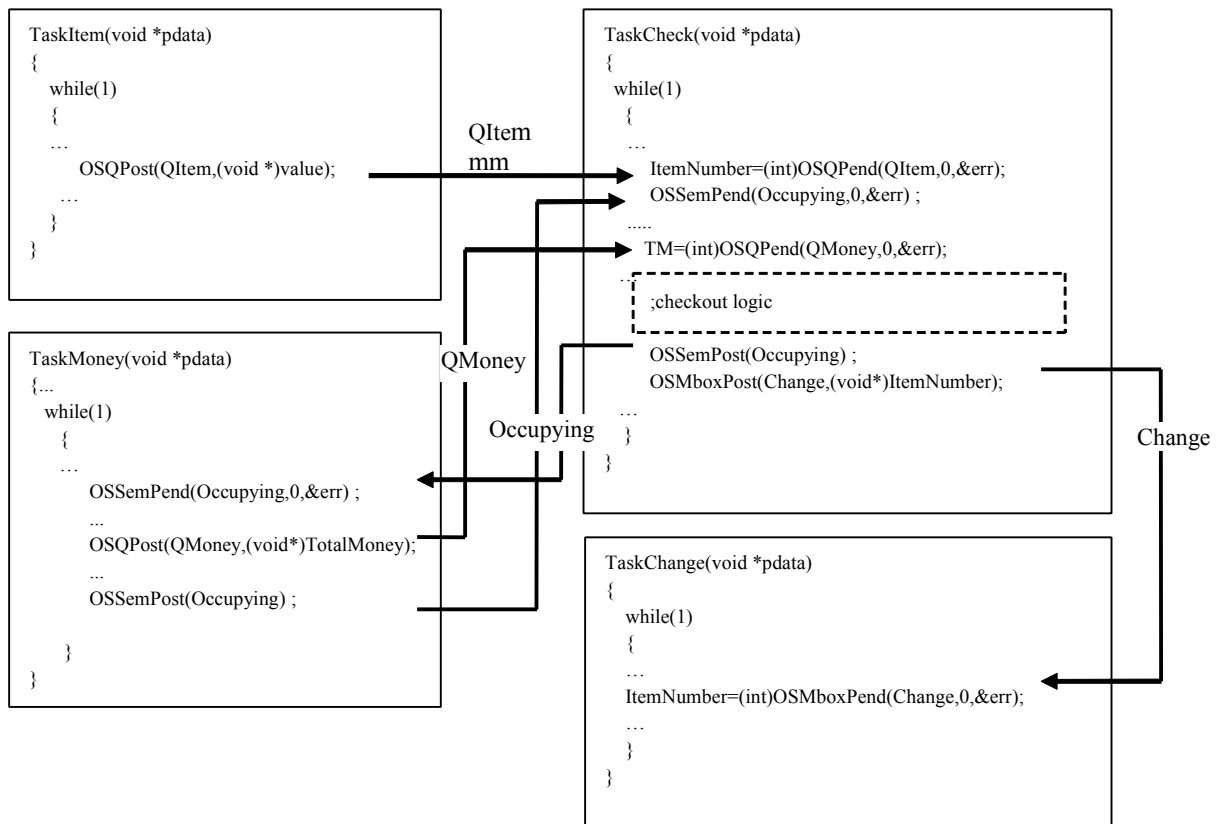 TaskItem(void *pdata)
{
while(1)
{
…
OSQPost(QItem,(void *)value);
…
}
}
QItem
mm
TaskCheck(void *pdata)
{
while(1)
{
…
ItemNumber=(int)OSQPend(QItem,0,&err);
OSSemPend(Occupying,0,&err) ;
.....
TM=(int)OSQPend(QMoney,0,&err);
…
;checkout logic
OSSemPost(Occupying) ;
OSMboxPost(Change,(void*)ItemNumber);
…
}
}
TaskMoney(void *pdata)
{...
while(1)
{
…
OSSemPend(Occupying,0,&err) ;
...
OSQPost(QMoney,(void*)TotalMoney);
...
OSSemPost(Occupying) ;
}
}
QMoney
Occupying
Change
TaskChange(void *pdata)
{
while(1)
{
…
ItemNumber=(int)OSMboxPend(Change,0,&err);
…
}
}